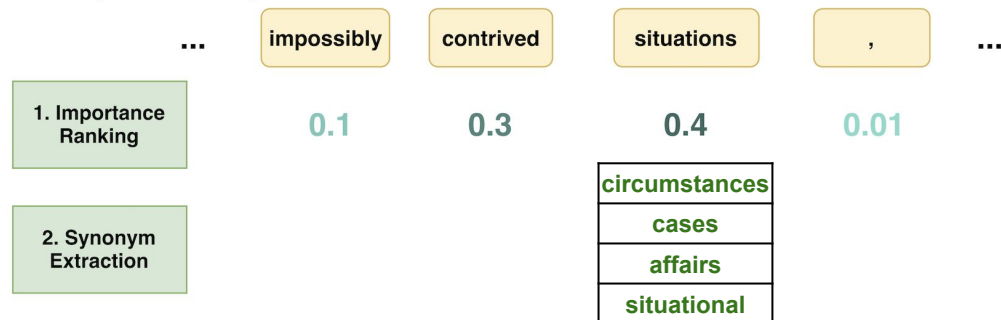 ... impossibly contrived situations , ...
1. Importance
Ranking
0.1 0.3 0.4 0.01
circumstances
cases
2. Synonym
Extraction
affairs
situational